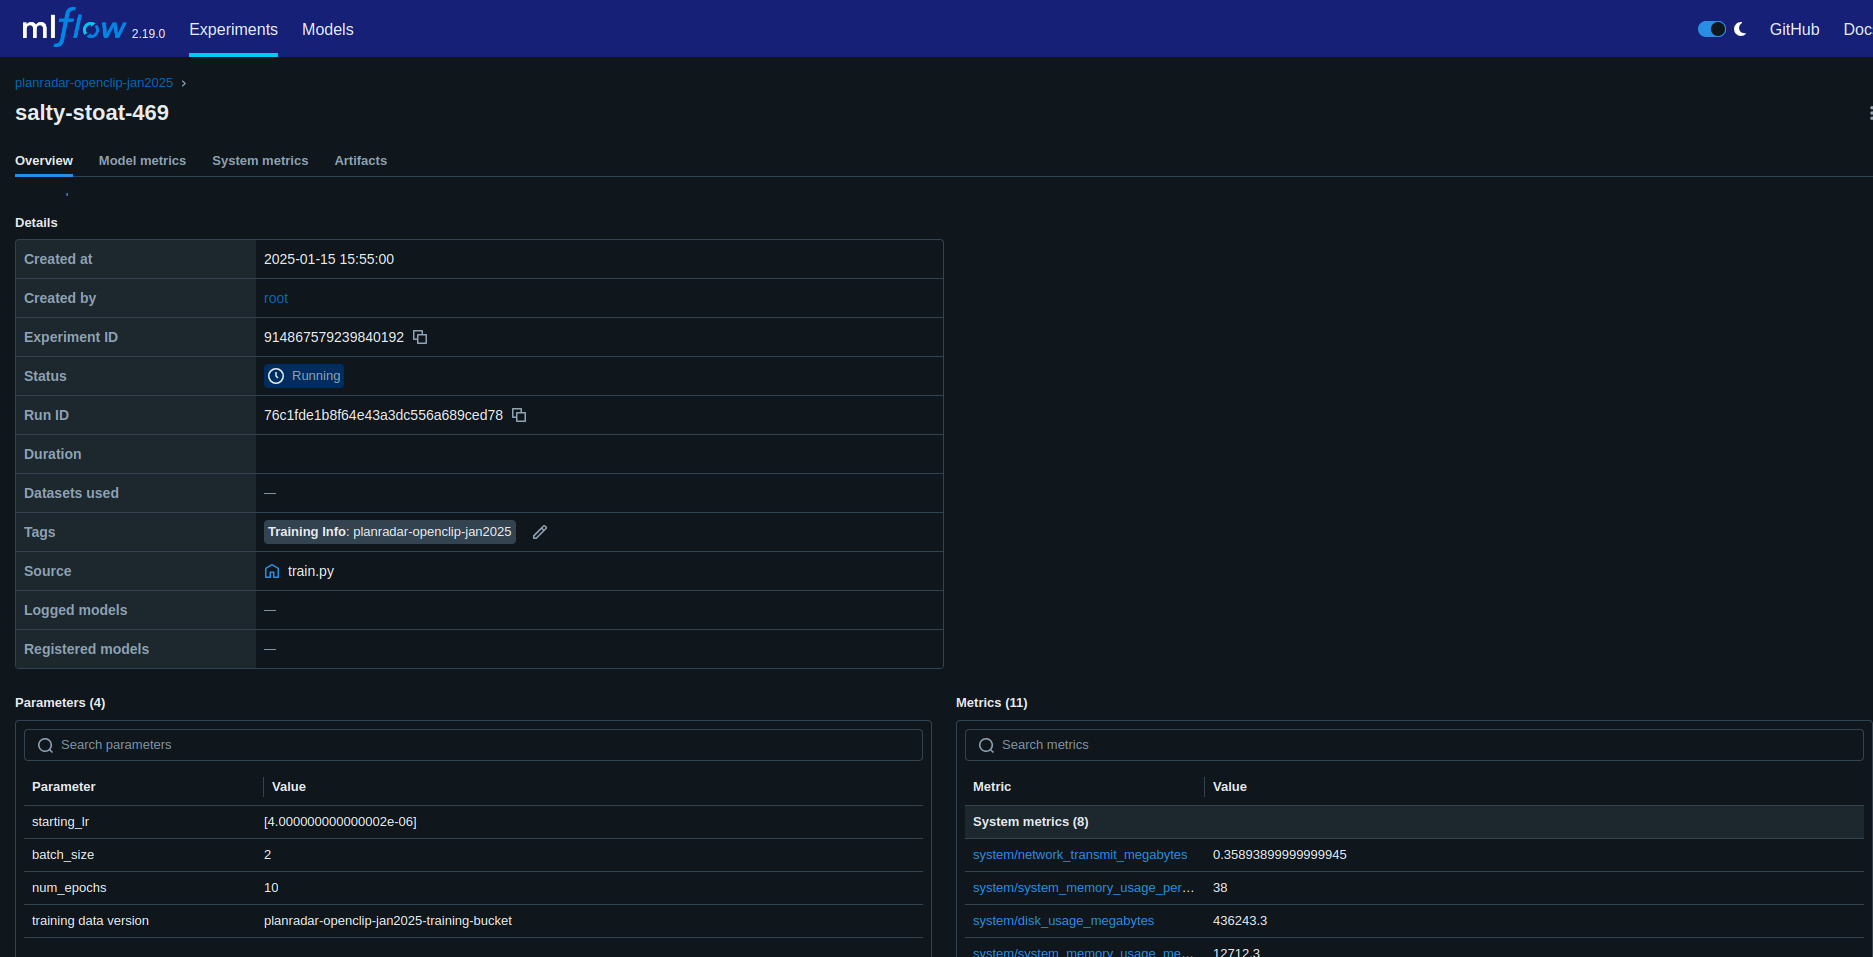 mlflow 2.19.0 Experiments Models GitHub Docs
planradar-openclip-jan2025 ›
salty-stoat-469
Overview Model metrics System metrics Artifacts
Details
Created at 2025-01-15 15:55:00
Created by root
Experiment ID 914867579239840192
Status Running
Run ID 76c1fde1b8f64e43a3dc556a689ced78
Duration
Datasets used —
Tags Training Info: planradar-openclip-jan2025
Source train.py
Logged models —
Registered models —
Parameters (4)
Search parameters
Parameter Value
starting_lr [4.000000000000002e-06]
batch_size 2
num_epochs 10
training data version planradar-openclip-jan2025-training-bucket
Metrics (11)
Search metrics
Metric Value
System metrics (8)
system/network_transmit_megabytes 0.35893899999999945
system/system_memory_usage_per... 38
system/disk_usage_megabytes 436243.3
system/system_memory_usage_me... 12712.3